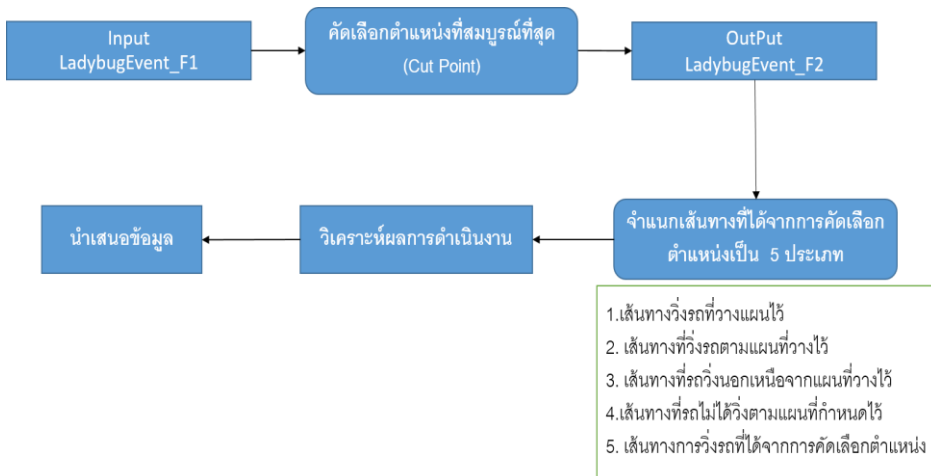 Input
LadybugEvent_F1
คัดเลือกตำแหน่งที่สมบูรณ์ที่สุด
(Cut Point)
OutPut
LadybugEvent_F2
จำแนกเส้นทางที่ได้จากการคัดเลือก
ตำแหน่งเป็น 5 ประเภท
วิเคราะห์ผลการดำเนินงาน
นำเสนอข้อมูล
1.เส้นทางวิ่งรถที่วางแผนไว้
2. เส้นทางที่วิ่งรถตามแผนที่วางไว้
3. เส้นทางที่รถวิ่งนอกเหนือจากแผนที่วางไว้
4.เส้นทางที่รถไม่ได้วิ่งตามแผนที่กำหนดไว้
5. เส้นทางการวิ่งรถที่ได้จากการคัดเลือกตำแหน่ง